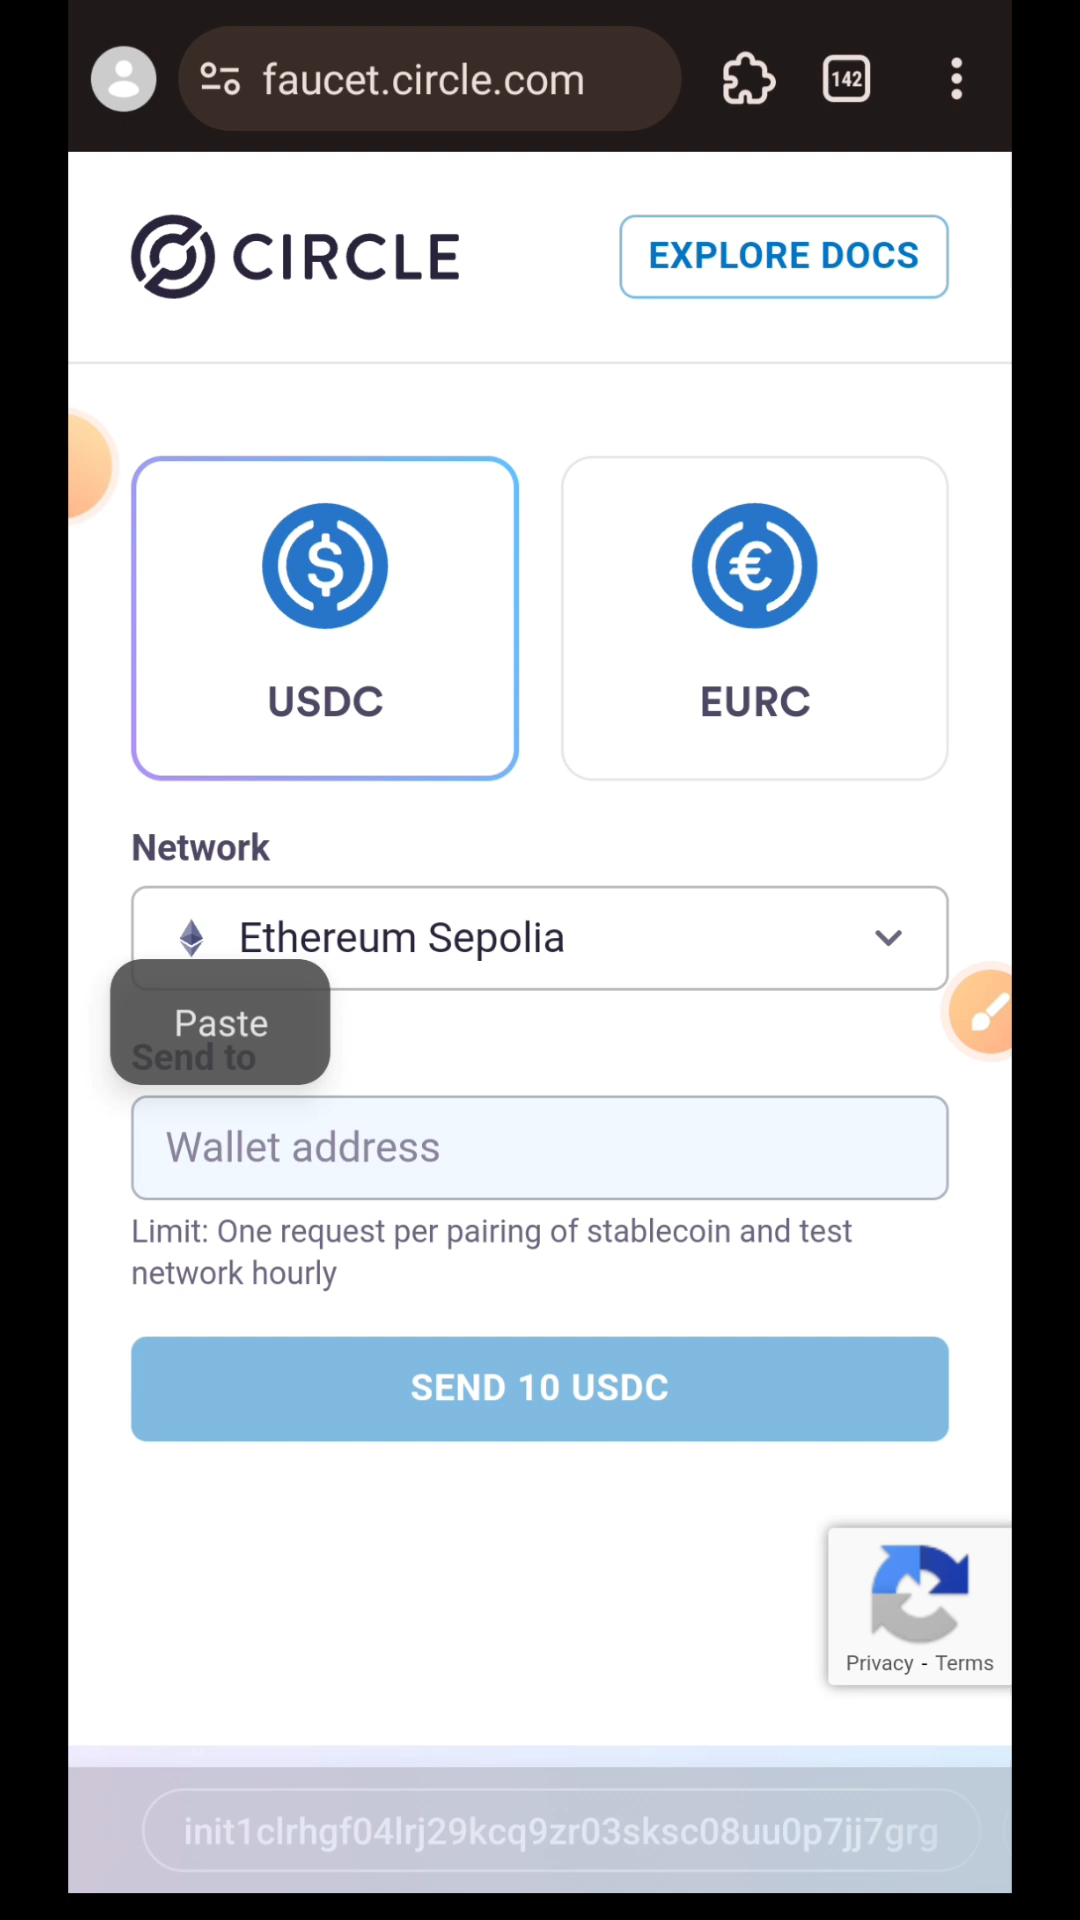 faucet.circle.com
142
CIRCLE
EXPLORE DOCS
USDC
EURC
Network
Ethereum Sepolia
Paste
Send to
Wallet address
Limit: One request per pairing of stablecoin and test
network hourly
SEND 10 USDC
Privacy - Terms
init1clrhgf04lrj29kcq9zr03sksc08uu0p7jj7grg